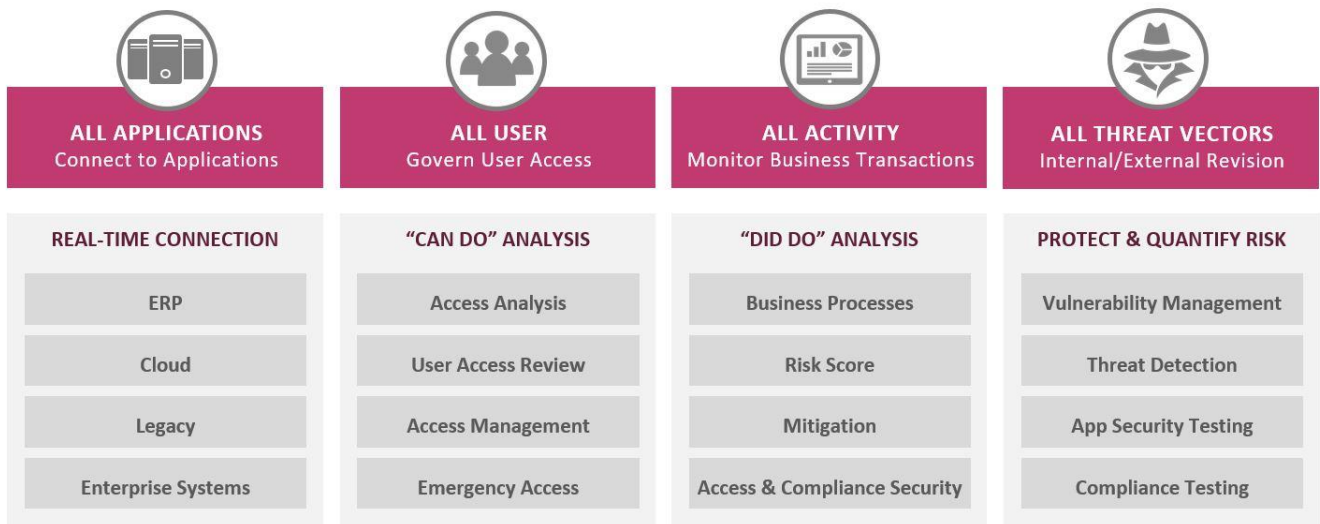 ALL APPLICATIONS
Connect to Applications
REAL-TIME CONNECTION
ERP
Cloud
Legacy
Enterprise Systems
ALL USER
Govern User Access
“CAN DO” ANALYSIS
Access Analysis
User Access Review
Access Management
Emergency Access
ALL ACTIVITY
Monitor Business Transactions
“DID DO” ANALYSIS
Business Processes
Risk Score
Mitigation
Access & Compliance Security
ALL THREAT VECTORS
Internal/External Revision
PROTECT & QUANTIFY RISK
Vulnerability Management
Threat Detection
App Security Testing
Compliance Testing